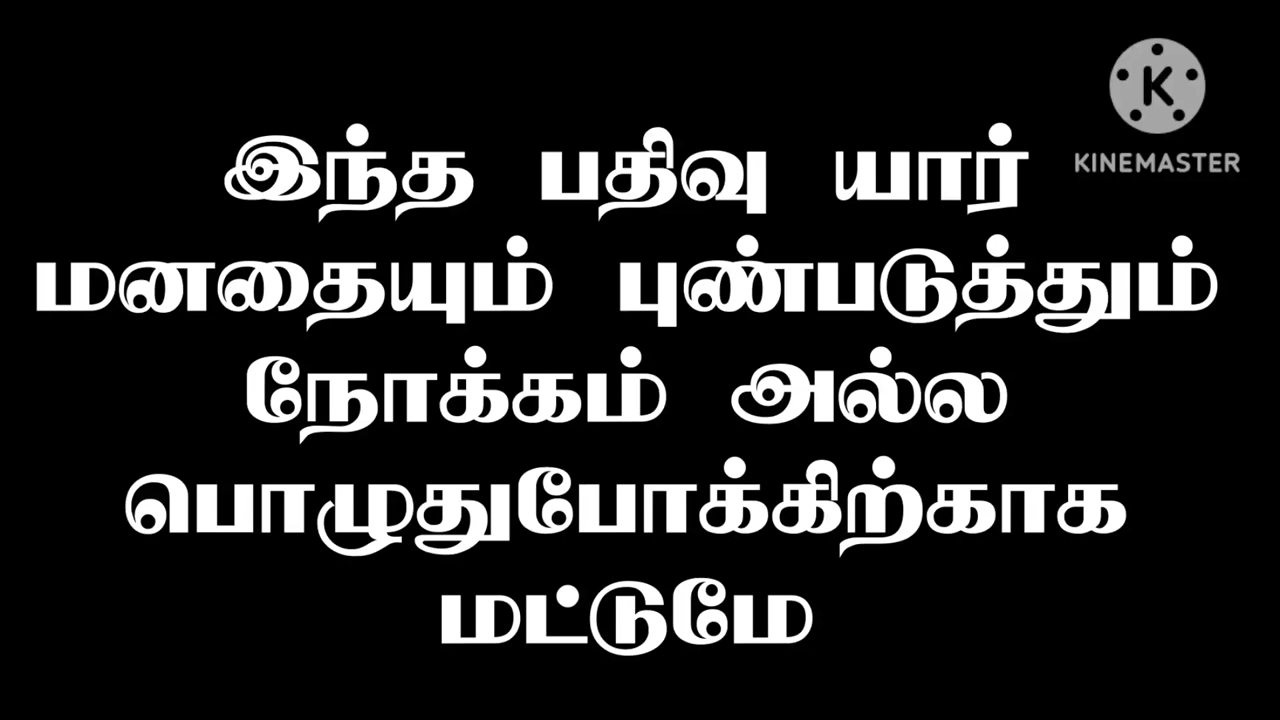 இந்த பதிவு யார்
மனதையும் புண்படுத்தும்
நோக்கம் அல்ல
பொழுதுபோக்கிற்காக
மட்டுமே
K
KINEMASTER